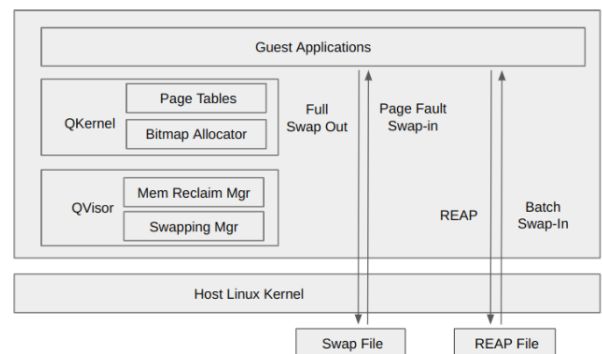 Guest Applications
Page Tables
QKernel
Bitmap Allocator
Full
Swap Out
Page Fault
Swap-in
Mem Reclaim Mgr
QVisor
Swapping Mgr
REAP
Batch
Swap-In
Host Linux Kernel
Swap File
REAP File